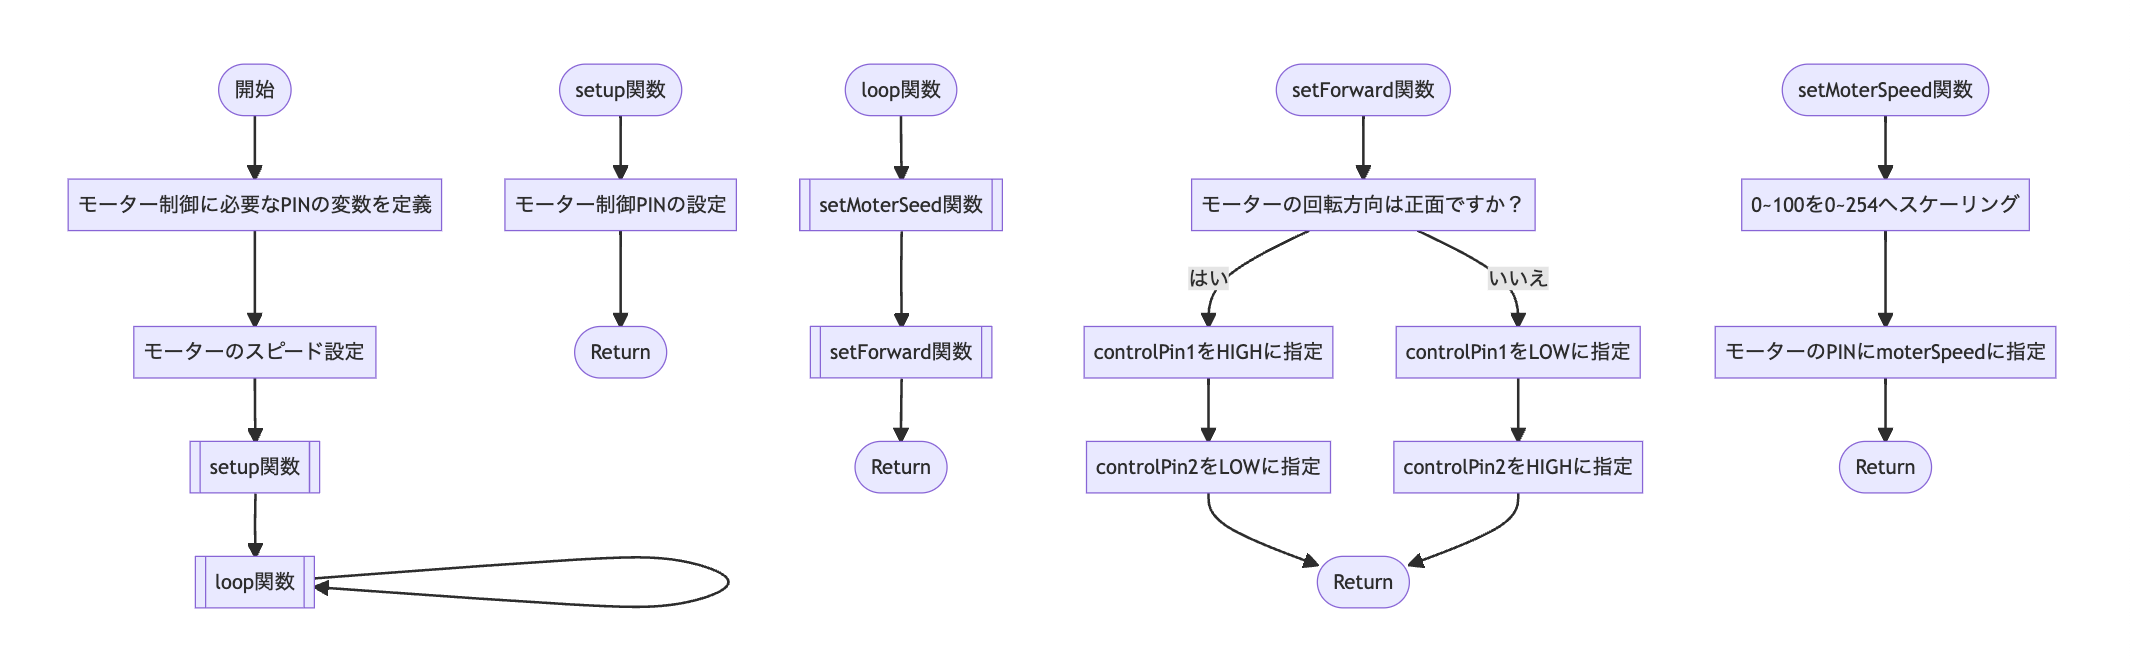 開始
モーター制御に必要なPINの変数を定義
モーターのスピード設定
setup関数
loop関数
setup関数
モーター制御PINの設定
Return
loop関数
setMoterSeed関数
setForward関数
Return
setForward関数
モーターの回転方向は正面ですか？
はい
いいえ
controlPin1をHIGHに指定
controlPin1をLOWに指定
controlPin2をLOWに指定
controlPin2をHIGHに指定
Return
setMoterSpeed関数
0~100を0~254へスケーリング
モーターのPINにmoterSpeedに指定
Return